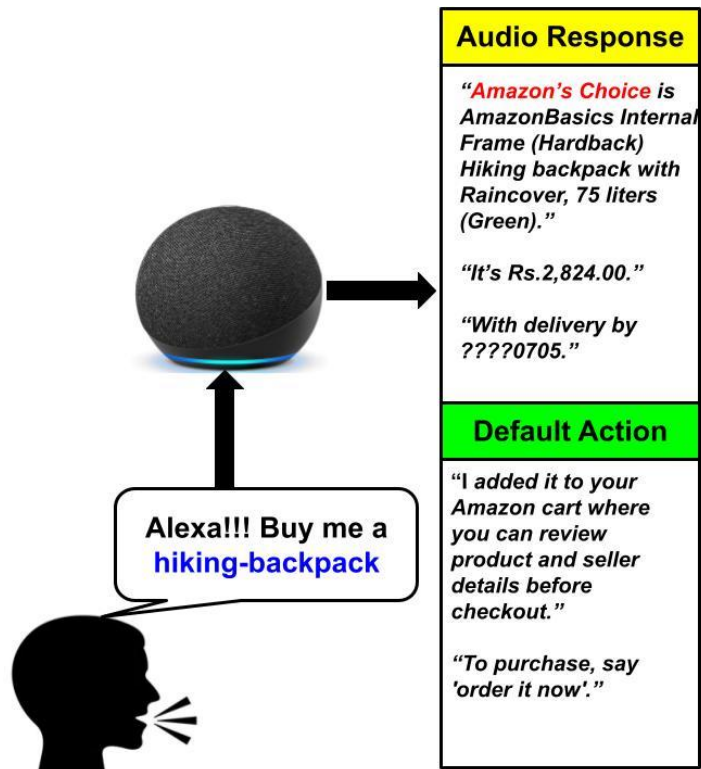 Audio Response
“Amazon’s Choice is
AmazonBasics Internal
Frame (Hardback)
Hiking backpack with
Raincover, 75 liters
(Green).”
“It’s Rs.2,824.00.”
“With delivery by
????0705.”
Default Action
“I added it to your
Amazon cart where
you can review
product and seller
details before
checkout.”
“To purchase, say
'order it now'.”
Alexa!!! Buy me a
hiking-backpack